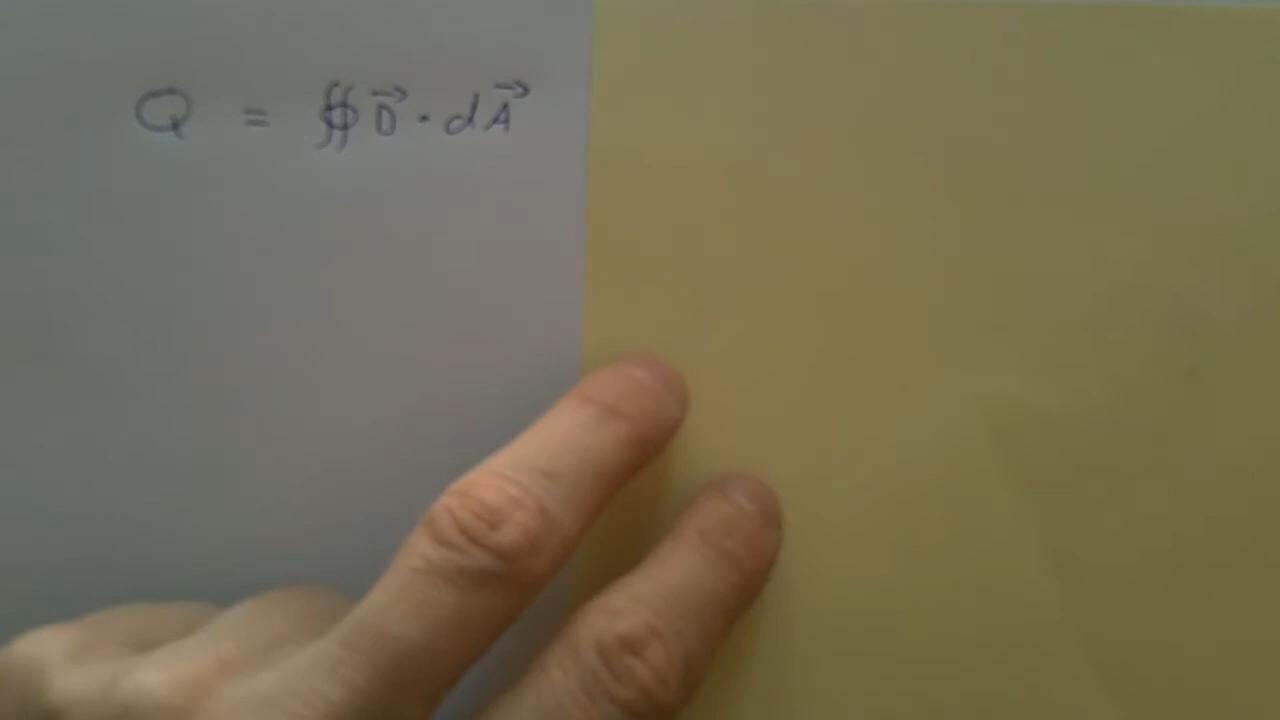 Q = ∯ D⃗ · dA⃗